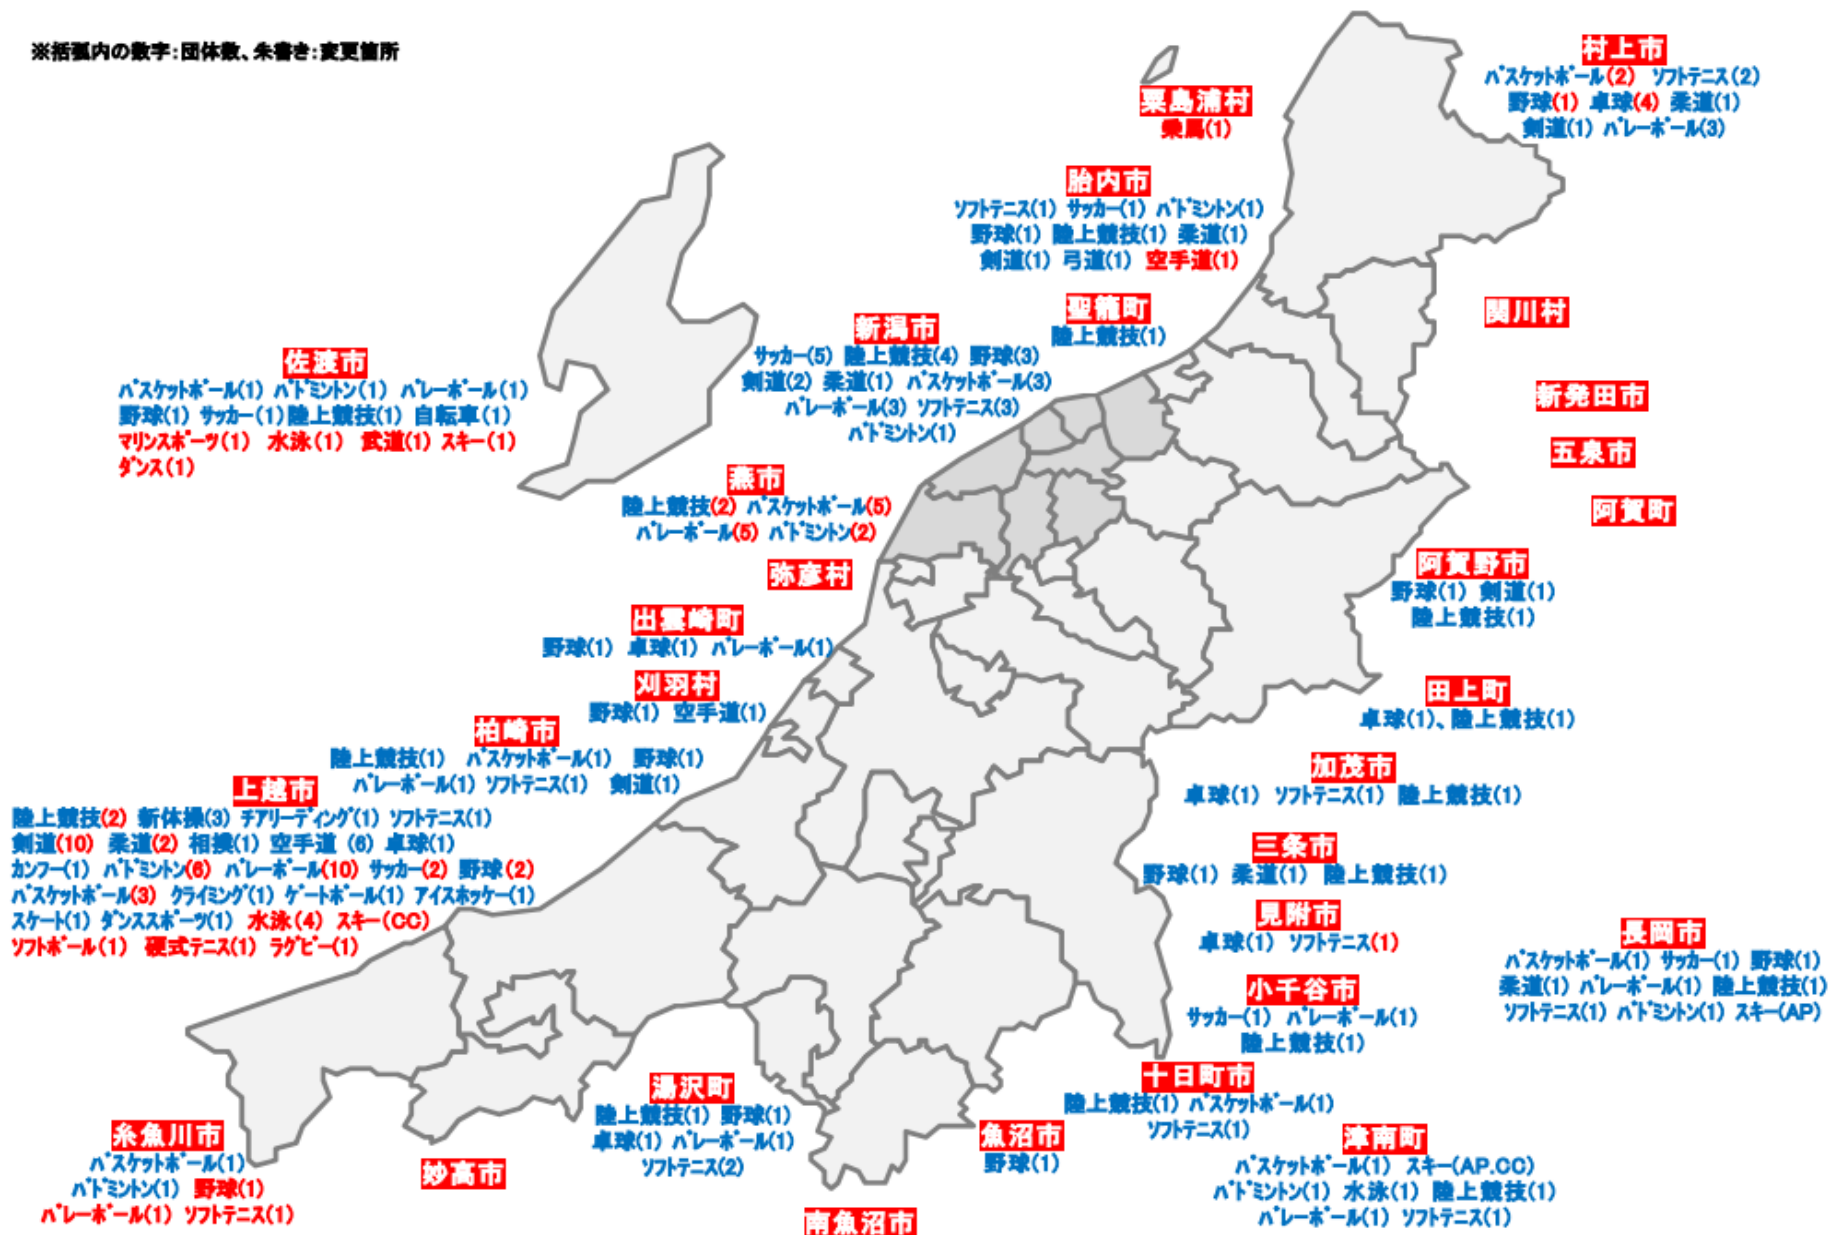 ※括弧内の数字:団体数、朱書き:変更箇所
村上市
バスケットボール(2) ソフトテニス(2)
野球(1) 卓球(4) 柔道(1)
剣道(1) バレーボール(3)
粟島浦村
乗馬(1)
胎内市
ソフトテニス(1) サッカー(1) バドミントン(1)
野球(1) 陸上競技(1) 柔道(1)
剣道(1) 弓道(1) 空手道(1)
聖籠町
陸上競技(1)
関川村
新発田市
五泉市
阿賀町
新潟市
サッカー(5) 陸上競技(4) 野球(3)
剣道(2) 柔道(1) バスケットボール(3)
バレーボール(3) ソフトテニス(3)
バドミントン(1)
佐渡市
バスケットボール(1) バドミントン(1) バレーボール(1)
野球(1) サッカー(1)陸上競技(1) 自転車(1)
マリンスポーツ(1) 水泳(1) 武道(1) スキー(1)
ダンス(1)
燕市
陸上競技(2) バスケットボール(5)
バレーボール(5) バドミントン(2)
弥彦村
阿賀野市
野球(1) 剣道(1)
陸上競技(1)
出雲崎町
野球(1) 卓球(1) バレーボール(1)
刈羽村
野球(1) 空手道(1)
田上町
卓球(1)、陸上競技(1)
柏崎市
陸上競技(1) バスケットボール(1) 野球(1)
バレーボール(1) ソフトテニス(1) 剣道(1)
加茂市
卓球(1) ソフトテニス(1) 陸上競技(1)
上越市
陸上競技(2) 新体操(3) チアリーディング(1) ソフトテニス(1)
剣道(10) 柔道(2) 相撲(1) 空手道 (6) 卓球(1)
カンフー(1) バドミントン(6) バレーボール(10) サッカー(2) 野球(2)
バスケットボール(3) クライミング(1) ゲートボール(1) アイスホッケー(1)
スケート(1) ダンススポーツ(1) 水泳(4) スキー(CC)
ソフトボール(1) 硬式テニス(1) ラグビー(1)
三条市
野球(1) 柔道(1) 陸上競技(1)
見附市
卓球(1) ソフトテニス(1)
長岡市
バスケットボール(1) サッカー(1) 野球(1)
柔道(1) バレーボール(1) 陸上競技(1)
ソフトテニス(1) バドミントン(1) スキー(AP)
小千谷市
サッカー(1) バレーボール(1)
陸上競技(1)
十日町市
陸上競技(1) バスケットボール(1)
ソフトテニス(1)
湯沢町
陸上競技(1) 野球(1)
卓球(1) バレーボール(1)
ソフトテニス(2)
魚沼市
野球(1)
津南町
バスケットボール(1) スキー(AP.CC)
バドミントン(1) 水泳(1) 陸上競技(1)
バレーボール(1) ソフトテニス(1)
糸魚川市
バスケットボール(1)
バドミントン(1) 野球(1)
バレーボール(1) ソフトテニス(1)
妙高市
南魚沼市